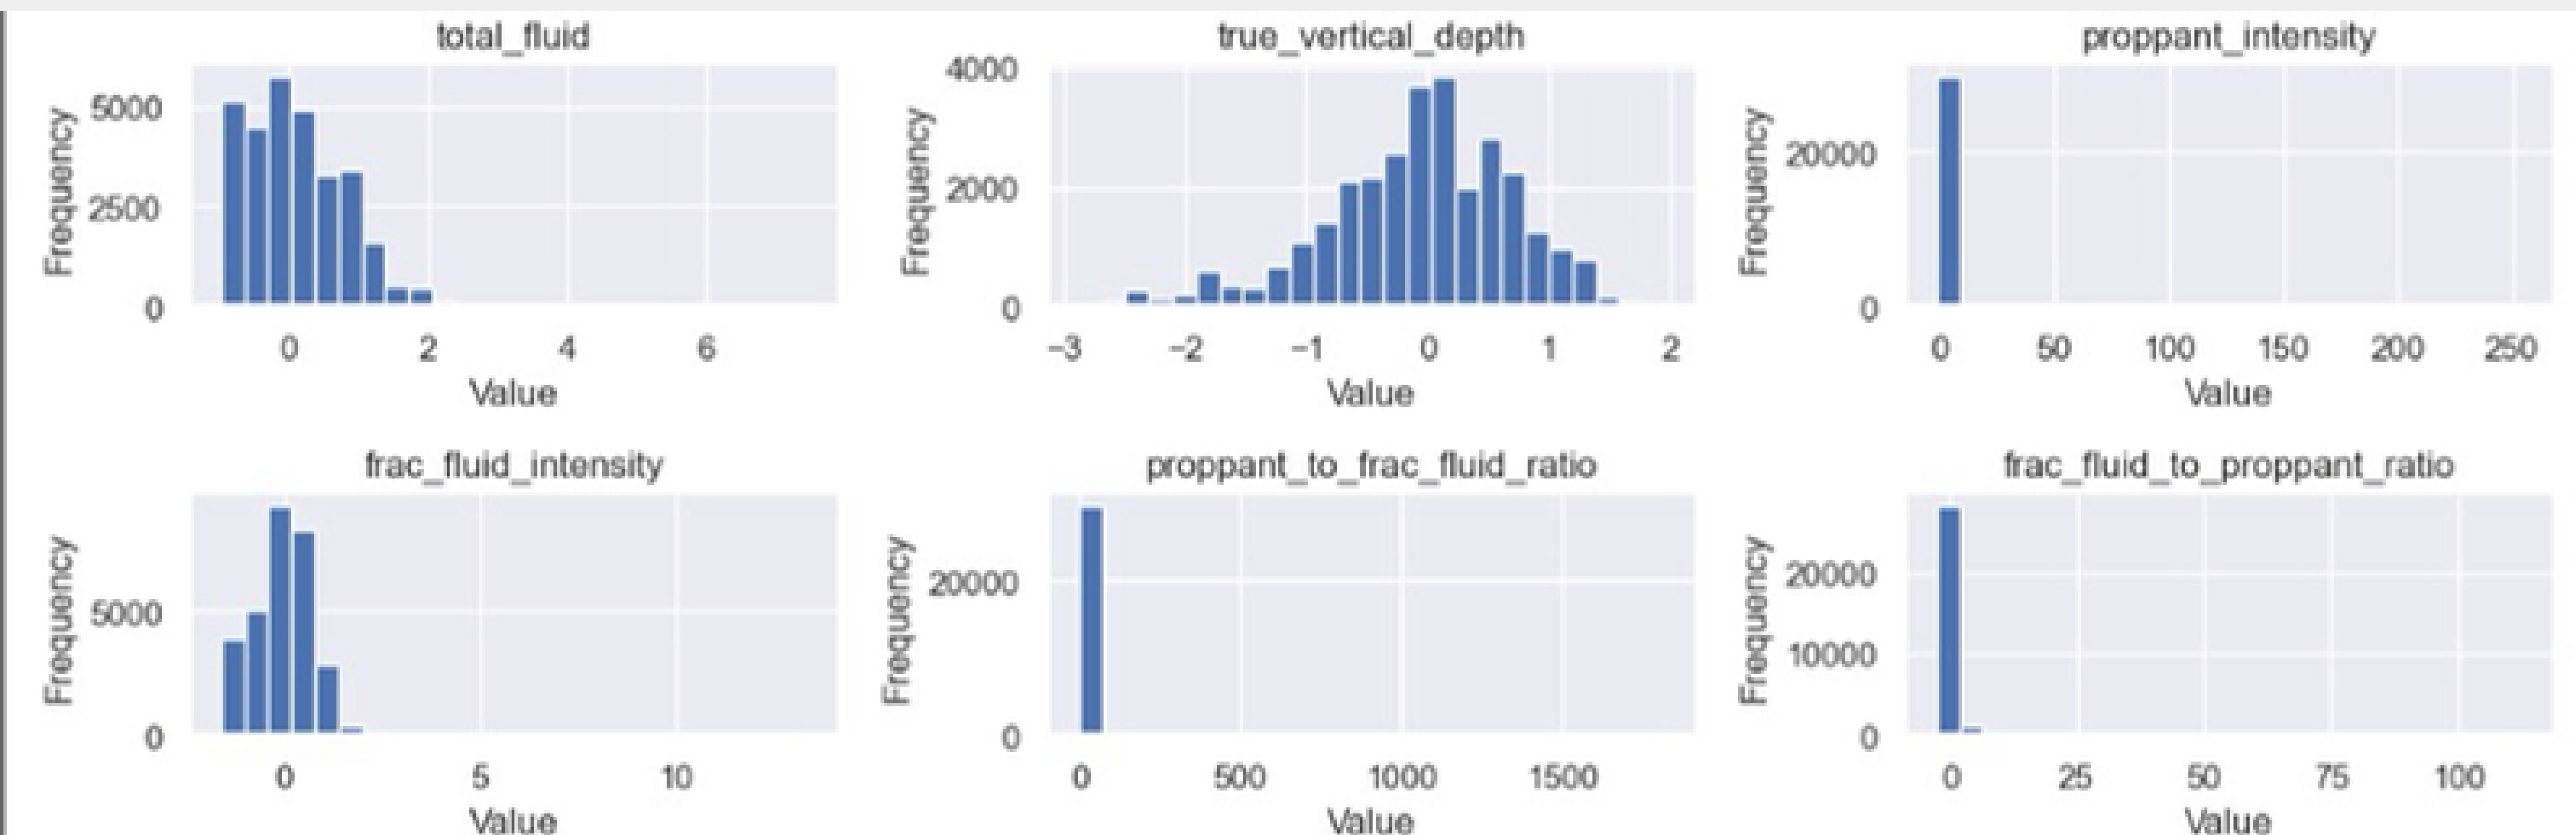 total_fluid
true_vertical_depth
proppant_intensity
Frequency
5000
2500
0
0 2 4 6
Value
Frequency
4000
2000
0
−3 −2 −1 0 1 2
Value
Frequency
20000
0
0 50 100 150 200 250
Value
frac_fluid_intensity
proppant_to_frac_fluid_ratio
frac_fluid_to_proppant_ratio
Frequency
5000
0
0 5 10
Value
Frequency
20000
0
0 500 1000 1500
Value
Frequency
20000
10000
0
0 25 50 75 100
Value